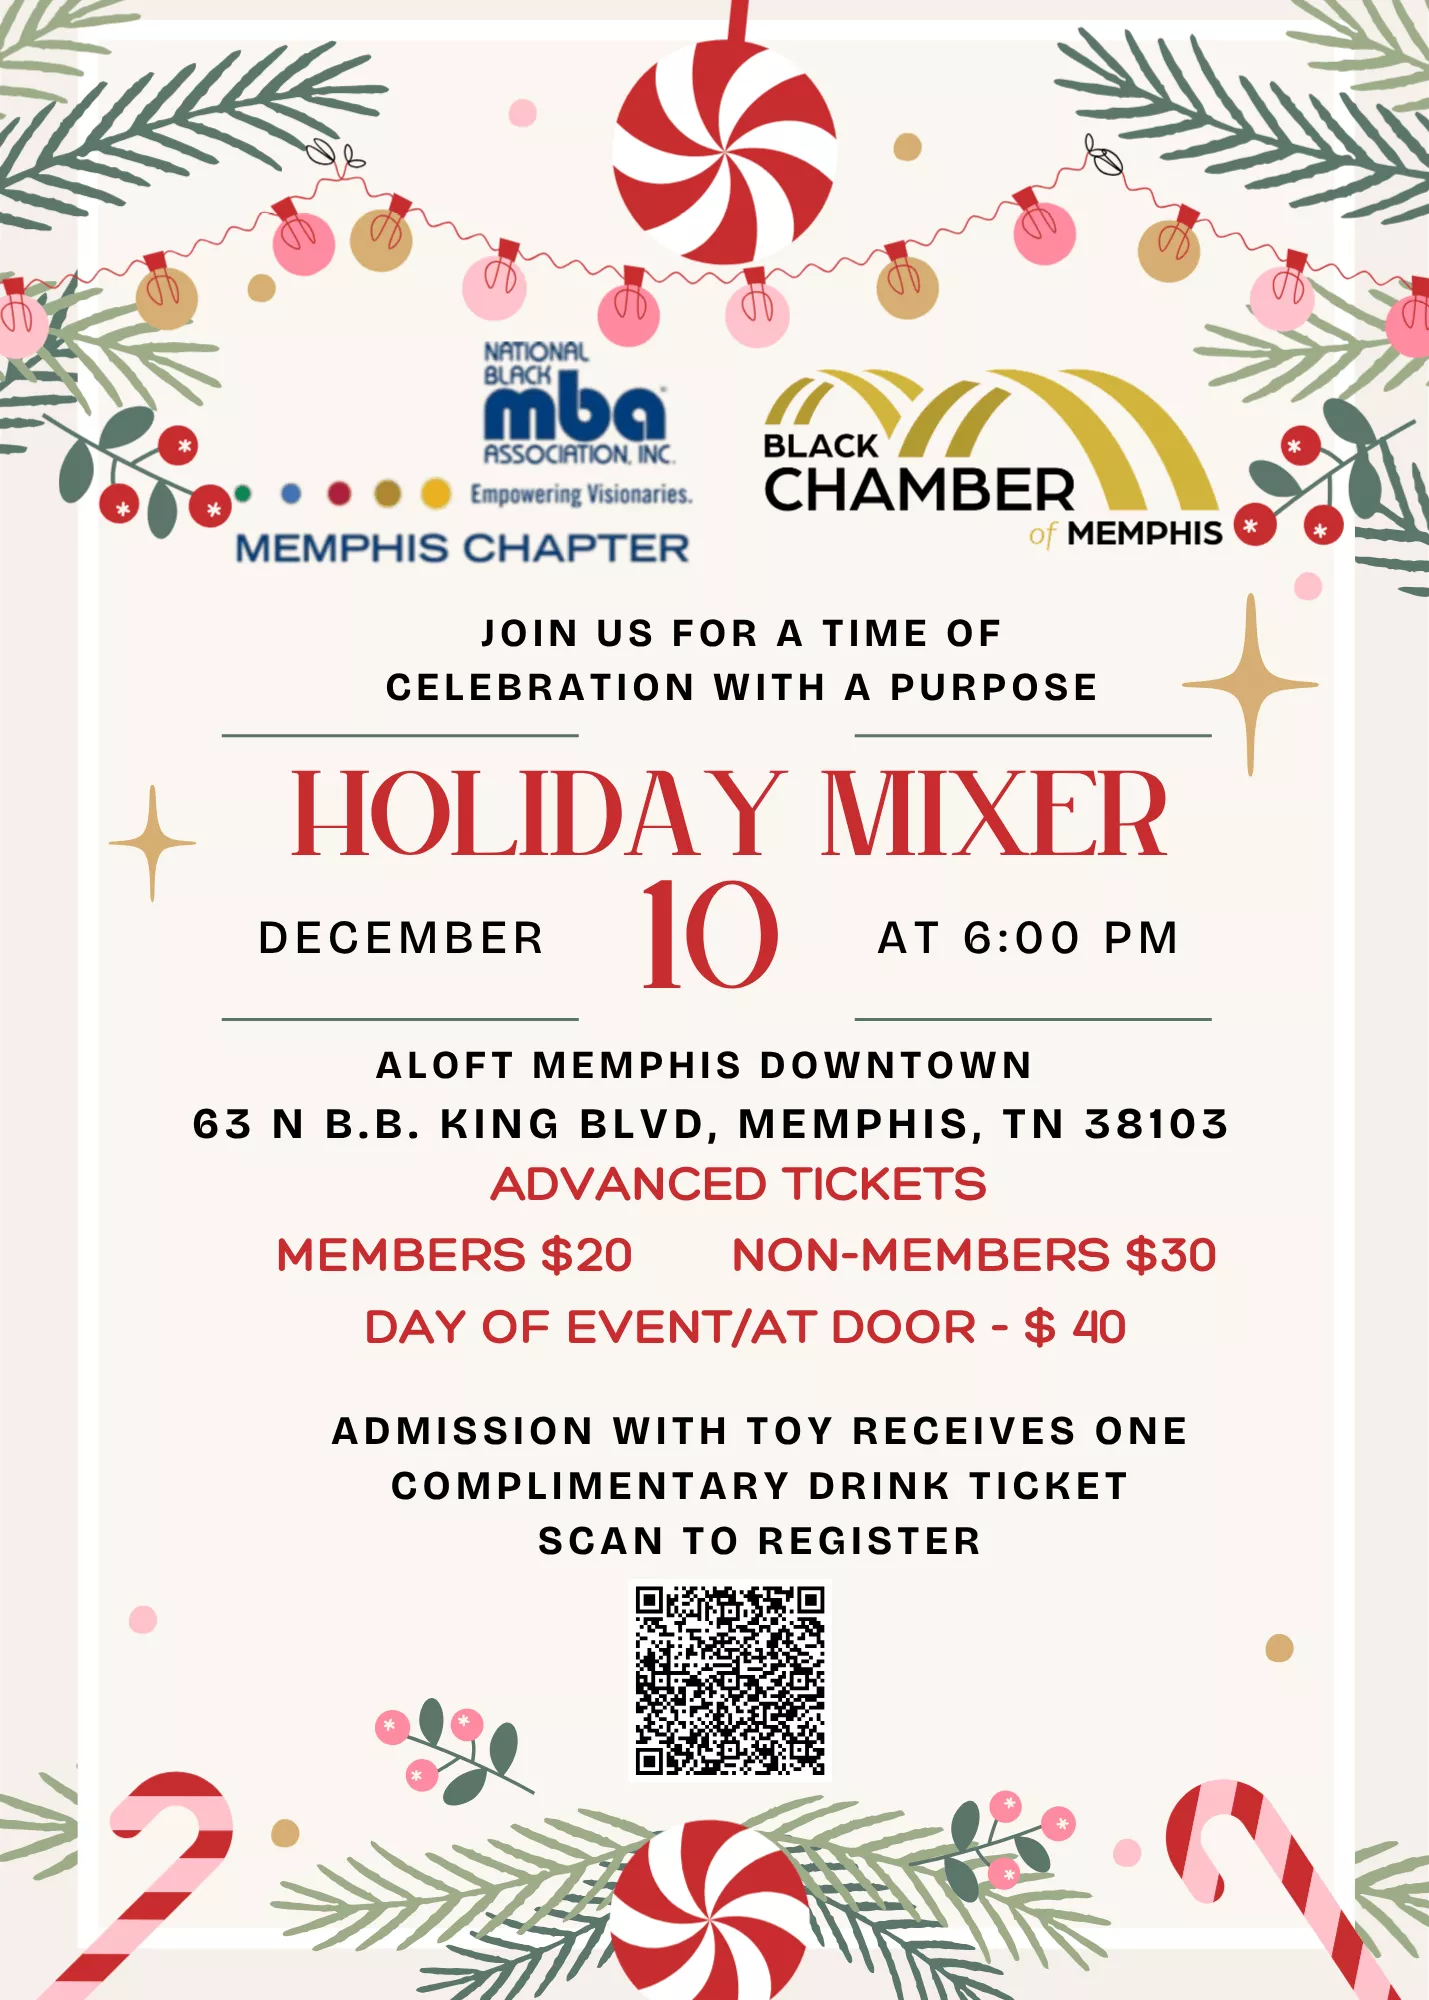 NATIONAL
BLACK
mba
ASSOCIATION, INC.
Empowering Visionaries.
MEMPHIS CHAPTER
BLACK
CHAMBER
of MEMPHIS
JOIN US FOR A TIME OF
CELEBRATION WITH A PURPOSE
HOLIDAY MIXER
DECEMBER 10 AT 6:00 PM
ALOFT MEMPHIS DOWNTOWN
63 N B.B. KING BLVD, MEMPHIS, TN 38103
ADVANCED TICKETS
MEMBERS $20 NON-MEMBERS $30
DAY OF EVENT/AT DOOR - $ 40
ADMISSION WITH TOY RECEIVES ONE
COMPLIMENTARY DRINK TICKET
SCAN TO REGISTER